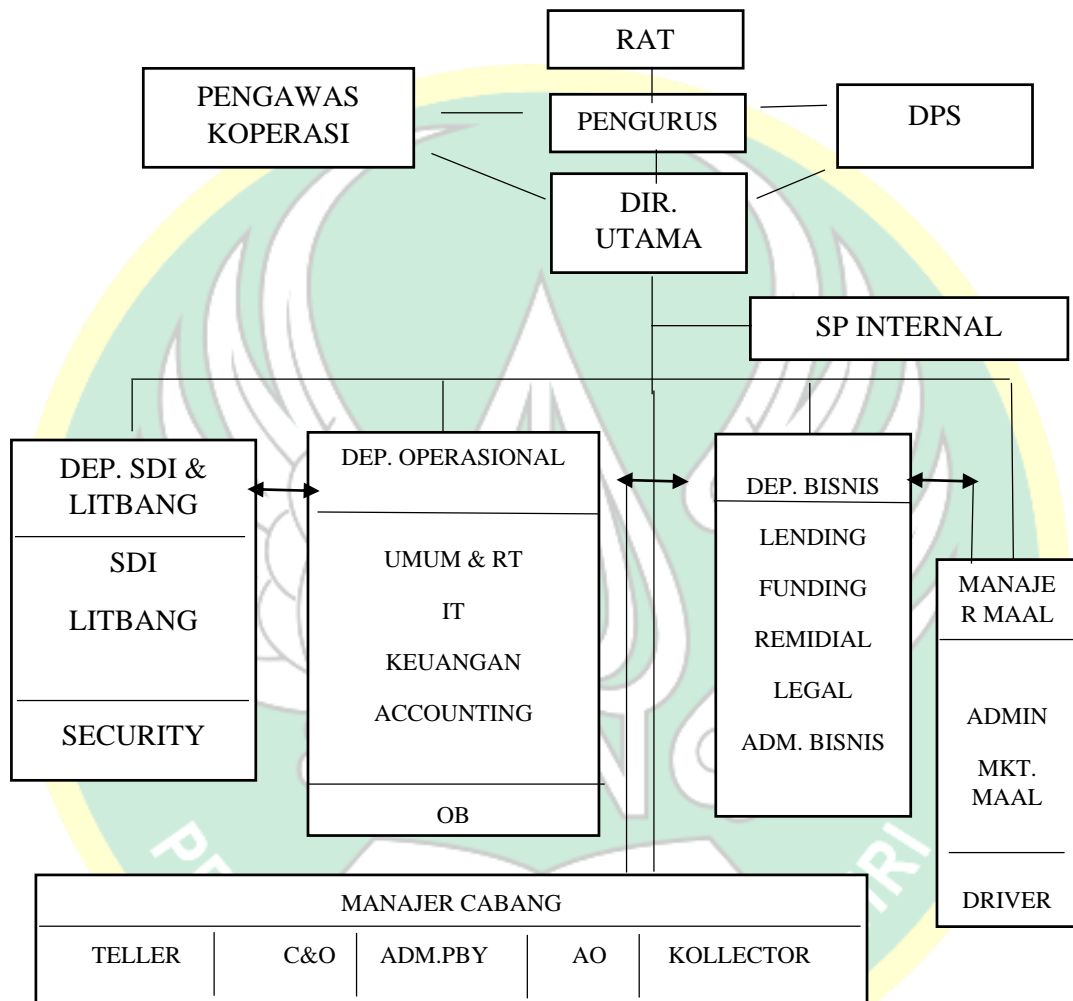 RAT
PENGAWAS
KOPERASI
PENGURUS
DPS
DIR.
UTAMA
SP INTERNAL
DEP. SDI &
LITBANG
SDI
LITBANG
SECURITY
DEP. OPERASIONAL
UMUM & RT
IT
KEUANGAN
ACCOUNTING
OB
DEP. BISNIS
LENDING
FUNDING
REMIDIAL
LEGAL
ADM. BISNIS
MANAJE
R MAAL
ADMIN
MKT.
MAAL
DRIVER
MANAJER CABANG
TELLER C&O ADM.PBY AO KOLLECTOR